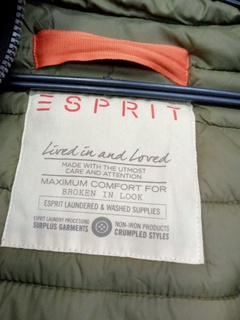 ESPRIT
Lived in and Loved
MADE WITH THE UTMOST
CARE AND ATTENTION
MAXIMUM COMFORT FOR
BROKEN IN LOOK
ESPRIT LAUNDERED & WASHED SUPPLIES
ESPRIT LAUNDRY PROCESSING
SURPLUS GARMENTS
NON-IRON PRODUCTS
CRUMPLED STYLES